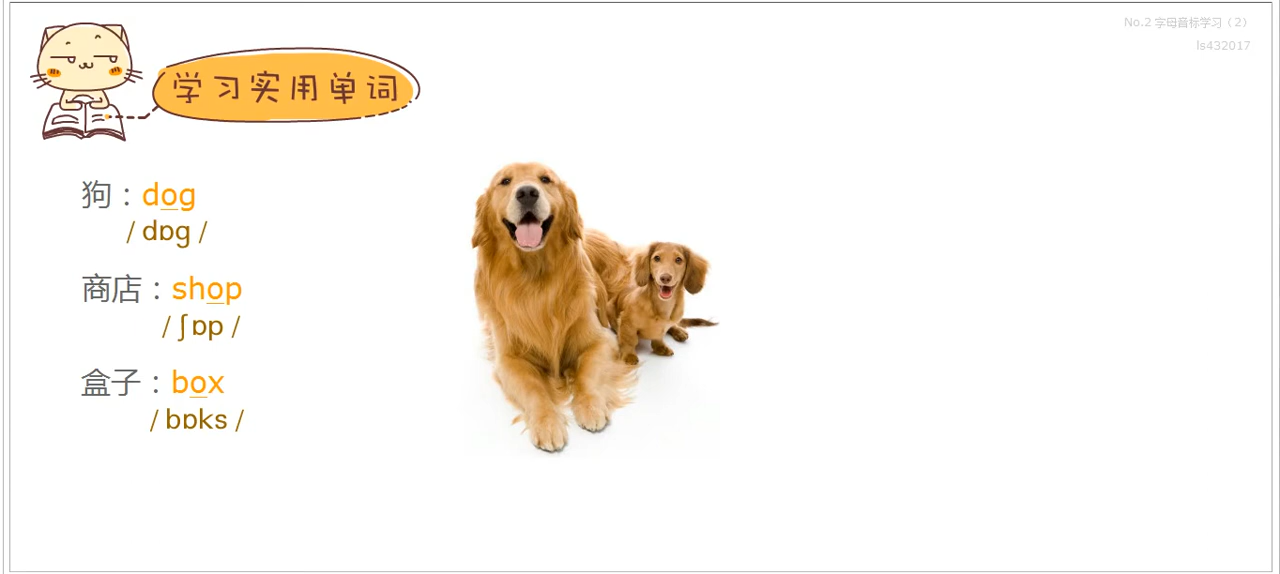 No.2 字母音标学习（2）
ls432017
学习实用单词
狗：dog
/ dɒg /
商店：shop
/ ʃɒp /
盒子：box
/ bɒks /